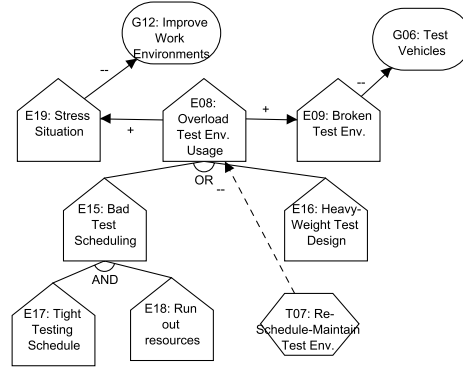 G12: Improve
Work
Environments
G06: Test
Vehicles
--
--
E19: Stress
Situation
E08:
Overload
Test Env.
Usage
E09: Broken
Test Env.
+
+
OR
--
E15: Bad
Test
Scheduling
E16: Heavy-
Weight Test
Design
AND
E17: Tight
Testing
Schedule
E18: Run
out
resources
T07: Re-
Schedule-Maintain
Test Env.